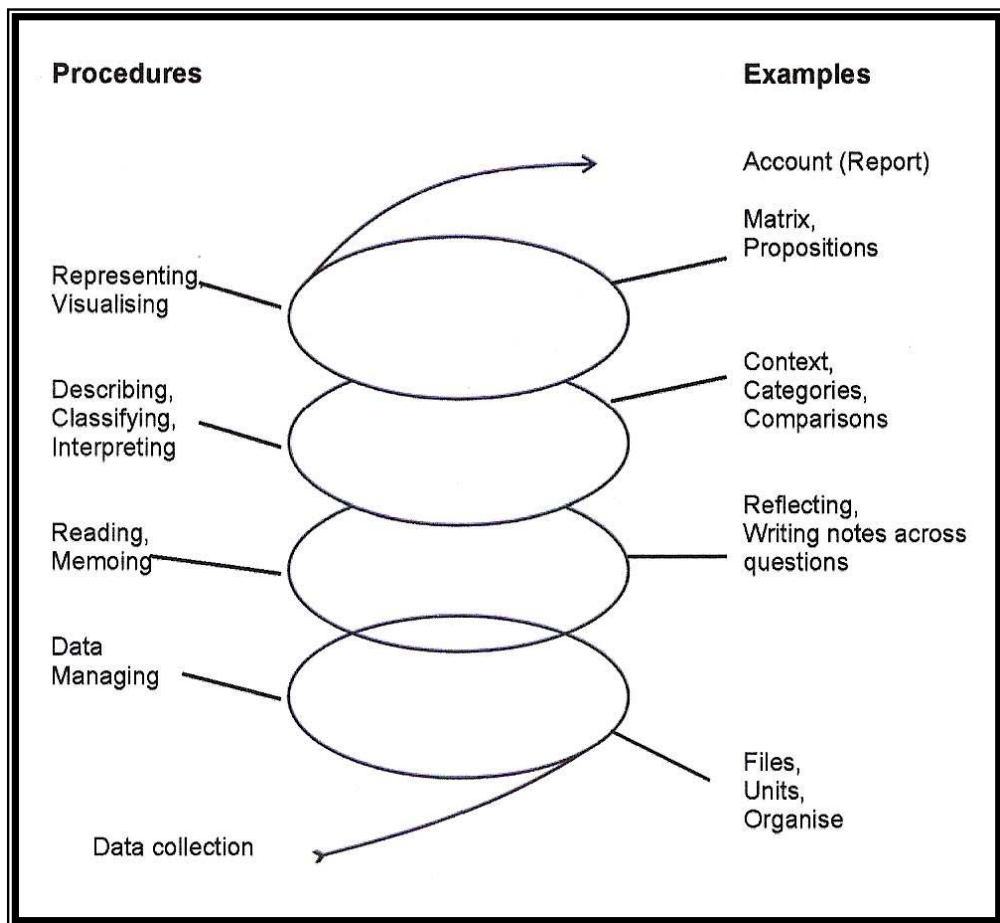 Procedures
Examples
Account (Report)
Matrix,
Propositions
Representing,
Visualising
Context,
Categories,
Comparisons
Describing,
Classifying,
Interpreting
Reflecting,
Writing notes across
questions
Reading,
Memoing
Data
Managing
Files,
Units,
Organise
Data collection